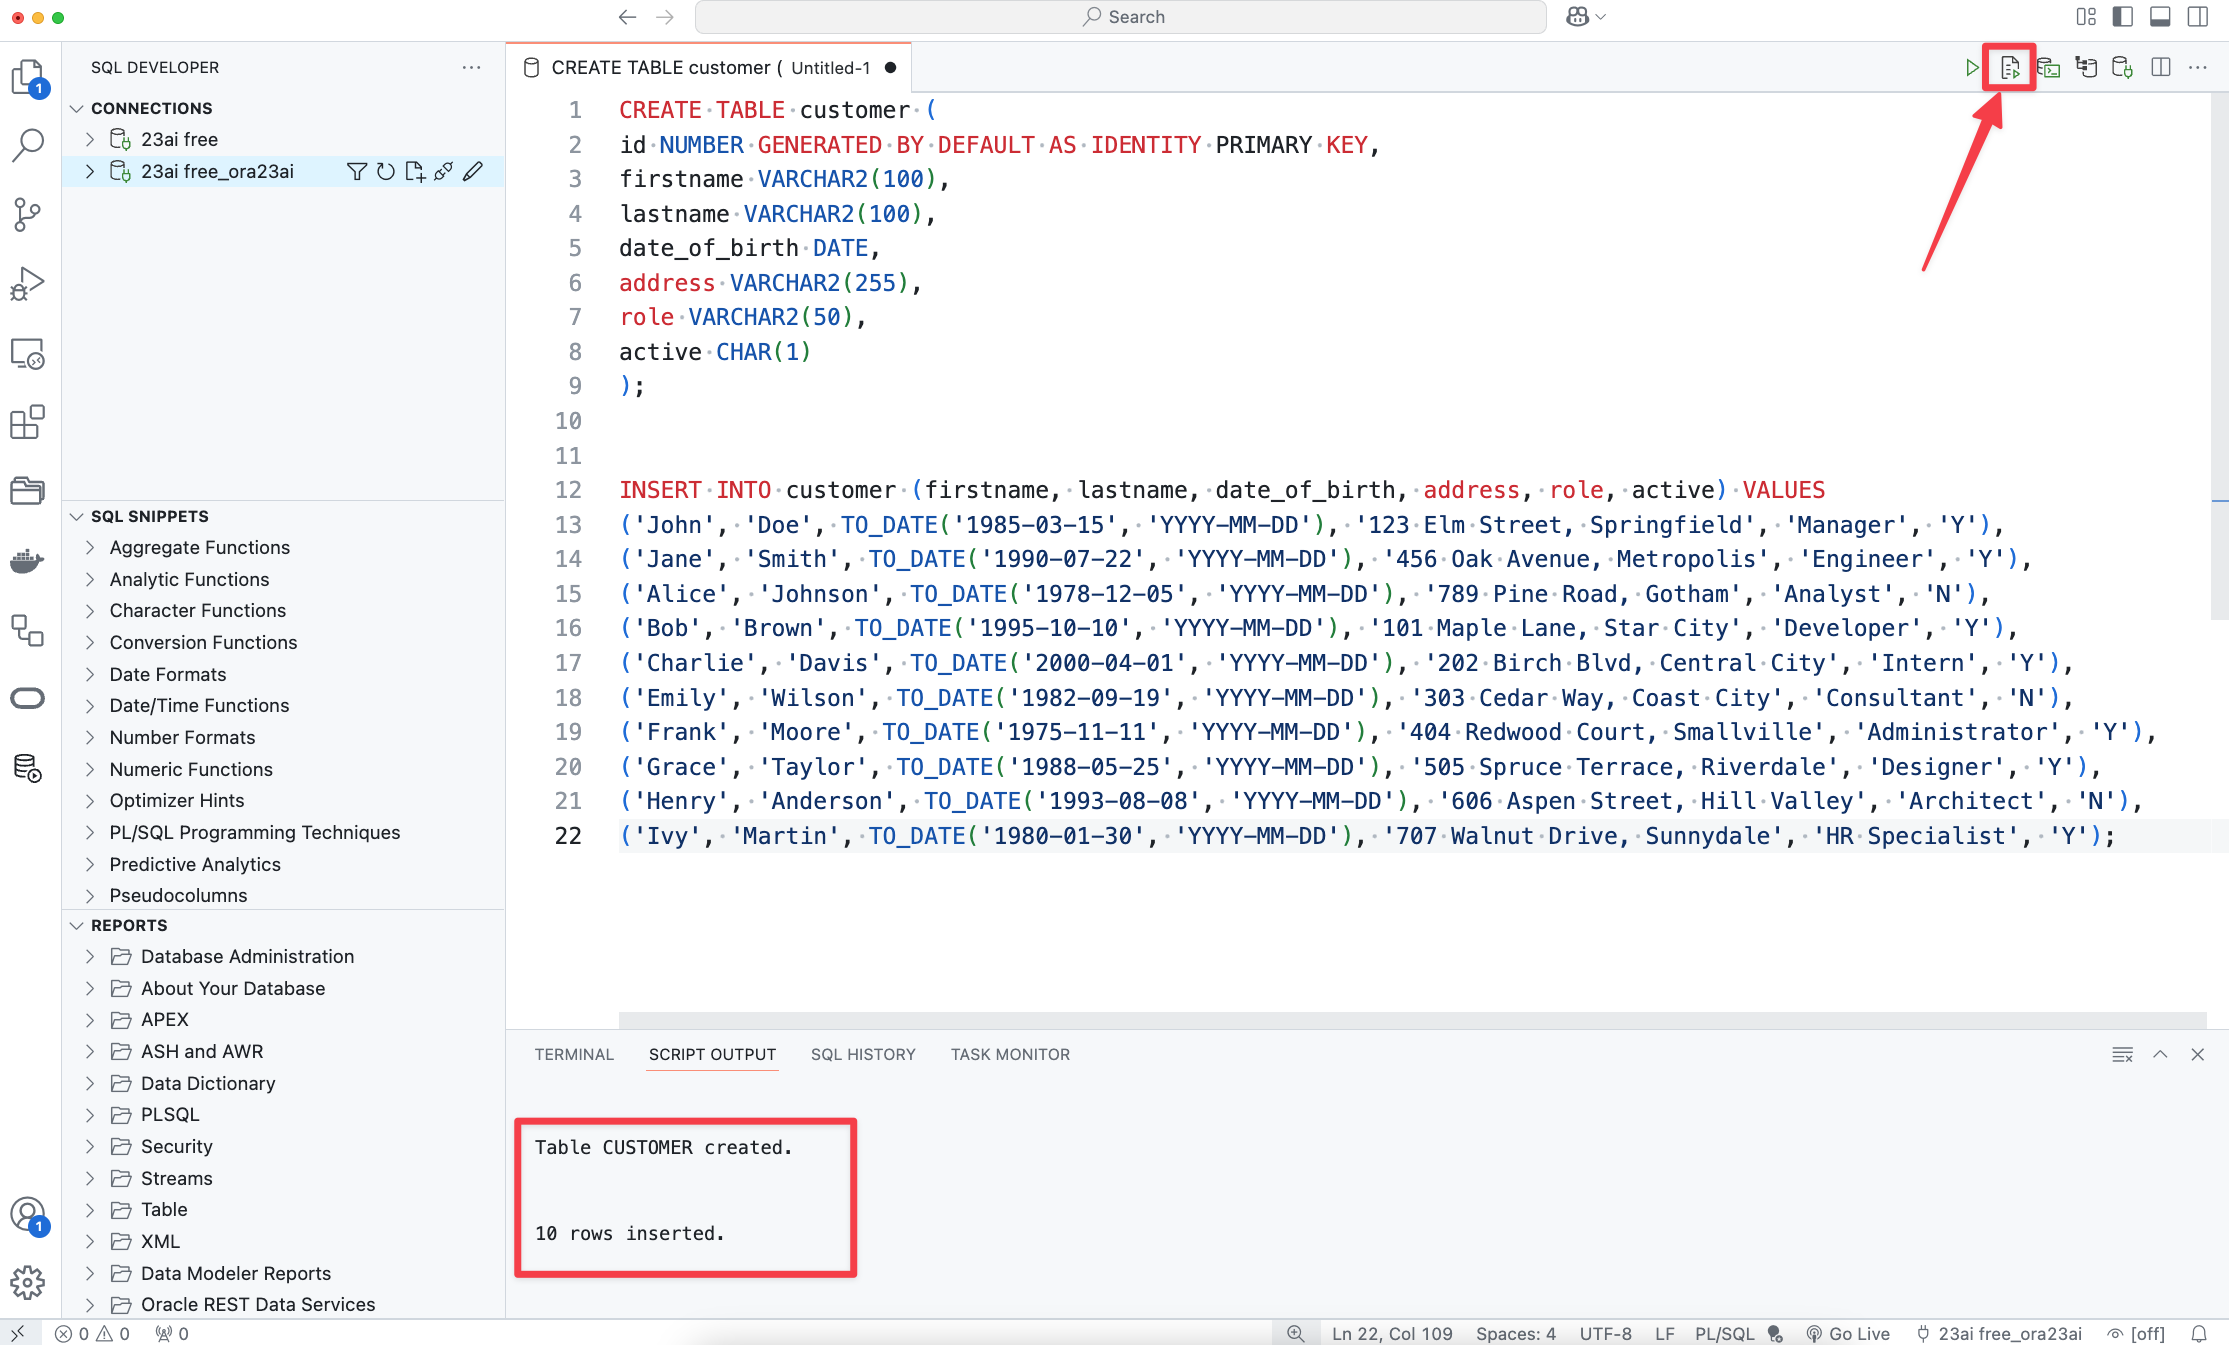 Search
1
SQL DEVELOPER
CONNECTIONS
23ai free
23ai free_ora23ai
SQL SNIPPETS
Aggregate Functions
Analytic Functions
Character Functions
Conversion Functions
Date Formats
Date/Time Functions
Number Formats
Numeric Functions
Optimizer Hints
PL/SQL Programming Techniques
Predictive Analytics
Pseudocolumns
REPORTS
Database Administration
About Your Database
APEX
ASH and AWR
Data Dictionary
PLSQL
Security
Streams
Table
XML
Data Modeler Reports
Oracle REST Data Services
1
CREATE TABLE customer ( Untitled-1
1 CREATE TABLE customer (
2 id NUMBER GENERATED BY DEFAULT AS IDENTITY PRIMARY KEY,
3 firstname VARCHAR2(100),
4 lastname VARCHAR2(100),
5 date_of_birth DATE,
6 address VARCHAR2(255),
7 role VARCHAR2(50),
8 active CHAR(1)
9 );
10
11
12 INSERT INTO customer (firstname, lastname, date_of_birth, address, role, active) VALUES
13 ('John', 'Doe', TO_DATE('1985-03-15', 'YYYY-MM-DD'), '123 Elm Street, Springfield', 'Manager', 'Y'),
14 ('Jane', 'Smith', TO_DATE('1990-07-22', 'YYYY-MM-DD'), '456 Oak Avenue, Metropolis', 'Engineer', 'Y'),
15 ('Alice', 'Johnson', TO_DATE('1978-12-05', 'YYYY-MM-DD'), '789 Pine Road, Gotham', 'Analyst', 'N'),
16 ('Bob', 'Brown', TO_DATE('1995-10-10', 'YYYY-MM-DD'), '101 Maple Lane, Star City', 'Developer', 'Y'),
17 ('Charlie', 'Davis', TO_DATE('2000-04-01', 'YYYY-MM-DD'), '202 Birch Blvd, Central City', 'Intern', 'Y'),
18 ('Emily', 'Wilson', TO_DATE('1982-09-19', 'YYYY-MM-DD'), '303 Cedar Way, Coast City', 'Consultant', 'N'),
19 ('Frank', 'Moore', TO_DATE('1975-11-11', 'YYYY-MM-DD'), '404 Redwood Court, Smallville', 'Administrator', 'Y'),
20 ('Grace', 'Taylor', TO_DATE('1988-05-25', 'YYYY-MM-DD'), '505 Spruce Terrace, Riverdale', 'Designer', 'Y'),
21 ('Henry', 'Anderson', TO_DATE('1993-08-08', 'YYYY-MM-DD'), '606 Aspen Street, Hill Valley', 'Architect', 'N'),
22 ('Ivy', 'Martin', TO_DATE('1980-01-30', 'YYYY-MM-DD'), '707 Walnut Drive, Sunnydale', 'HR Specialist', 'Y');
TERMINAL SCRIPT OUTPUT SQL HISTORY TASK MONITOR
Table CUSTOMER created.
10 rows inserted.
0 0 0 Ln 22, Col 109 Spaces: 4 UTF-8 LF PL/SQL Go Live 23ai free_ora23ai [off]